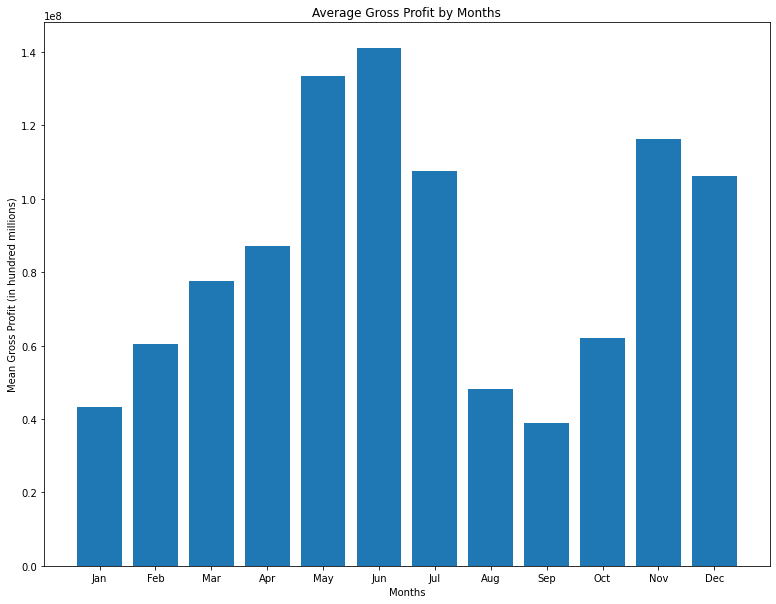 Average Gross Profit by Months
1e8
1.4
1.2
1.0
0.8
0.6
0.4
0.2
0.0
Mean Gross Profit (in hundred millions)
Jan Feb Mar Apr May Jun Jul Aug Sep Oct Nov Dec
Months